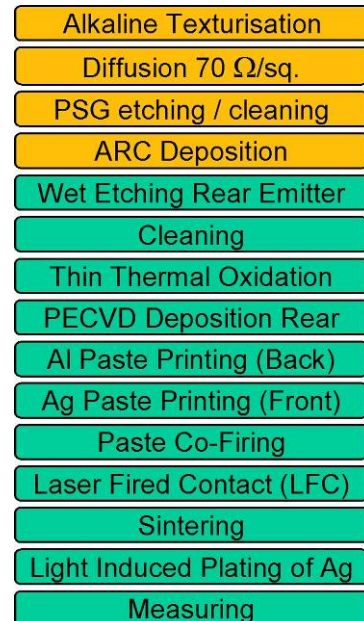 Alkaline Texturisation
Diffusion 70 Ω/sq.
PSG etching / cleaning
ARC Deposition
Wet Etching Rear Emitter
Cleaning
Thin Thermal Oxidation
PECVD Deposition Rear
Al Paste Printing (Back)
Ag Paste Printing (Front)
Paste Co-Firing
Laser Fired Contact (LFC)
Sintering
Light Induced Plating of Ag
Measuring